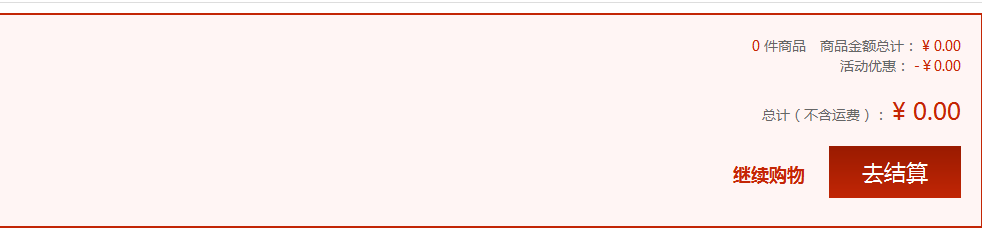 0 件商品 商品金额总计： ¥ 0.00
活动优惠： - ¥ 0.00
总计（不含运费）： ¥ 0.00
继续购物 去结算